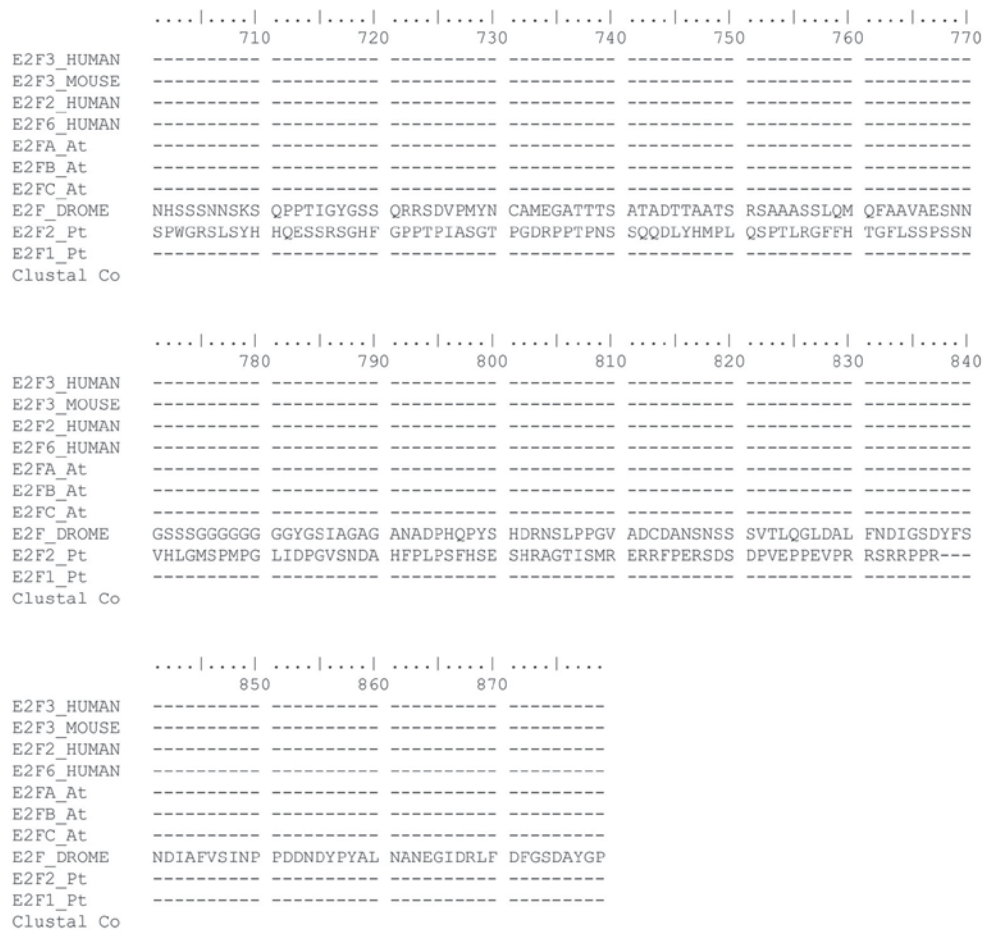 ....|....| ....|....| ....|....| ....|....| ....|....| ....|....| ....|....|
710 720 730 740 750 760 770
E2F3_HUMAN ---------- ---------- ---------- ---------- ---------- ---------- ----------
E2F3_MOUSE ---------- ---------- ---------- ---------- ---------- ---------- ----------
E2F2_HUMAN ---------- ---------- ---------- ---------- ---------- ---------- ----------
E2F6_HUMAN ---------- ---------- ---------- ---------- ---------- ---------- ----------
E2FA_At ---------- ---------- ---------- ---------- ---------- ---------- ----------
E2FB_At ---------- ---------- ---------- ---------- ---------- ---------- ----------
E2FC_At ---------- ---------- ---------- ---------- ---------- ---------- ----------
E2F_DROME NHSSSNNSKS QPPTIGYGSS QRRSDVPMYN CAMEGATTTS ATADTTAATS RSAAASSLQM QFAAVAESNN
E2F2_Pt SPWGRSLSYH HQESSRSGHF GPPTPIASGT PGDRPPTPNS SQQDLYHMPL QSPTLRGFFH TGFLSSPSSN
E2F1_Pt ---------- ---------- ---------- ---------- ---------- ---------- ----------
Clustal Co
....|....| ....|....| ....|....| ....|....| ....|....| ....|....| ....|....|
780 790 800 810 820 830 840
E2F3_HUMAN ---------- ---------- ---------- ---------- ---------- ---------- ----------
E2F3_MOUSE ---------- ---------- ---------- ---------- ---------- ---------- ----------
E2F2_HUMAN ---------- ---------- ---------- ---------- ---------- ---------- ----------
E2F6_HUMAN ---------- ---------- ---------- ---------- ---------- ---------- ----------
E2FA_At ---------- ---------- ---------- ---------- ---------- ---------- ----------
E2FB_At ---------- ---------- ---------- ---------- ---------- ---------- ----------
E2FC_At ---------- ---------- ---------- ---------- ---------- ---------- ----------
E2F_DROME GSSSGGGGGG GGYGSIAGAG ANADPHQPYS HDRNSLPPGV ADCDANSNSS SVTLQGLDAL FNDIGSDYFS
E2F2_Pt VHLGMSPMPG LIDPGVSNDA HFPLPSFHSE SHRAGTISMR ERRFPERSDS DPVEPPEVPR RSRRPPR---
E2F1_Pt ---------- ---------- ---------- ---------- ---------- ---------- ----------
Clustal Co
....|....| ....|....| ....|....| ....|....
850 860 870
E2F3_HUMAN ---------- ---------- ---------- ---------
E2F3_MOUSE ---------- ---------- ---------- ---------
E2F2_HUMAN ---------- ---------- ---------- ---------
E2F6_HUMAN ---------- ---------- ---------- ---------
E2FA_At ---------- ---------- ---------- ---------
E2FB_At ---------- ---------- ---------- ---------
E2FC_At ---------- ---------- ---------- ---------
E2F_DROME NDIAFVSINP PDDNDYPYAL NANEGIDRLF DFGSDAYGP
E2F2_Pt ---------- ---------- ---------- ---------
E2F1_Pt ---------- ---------- ---------- ---------
Clustal Co